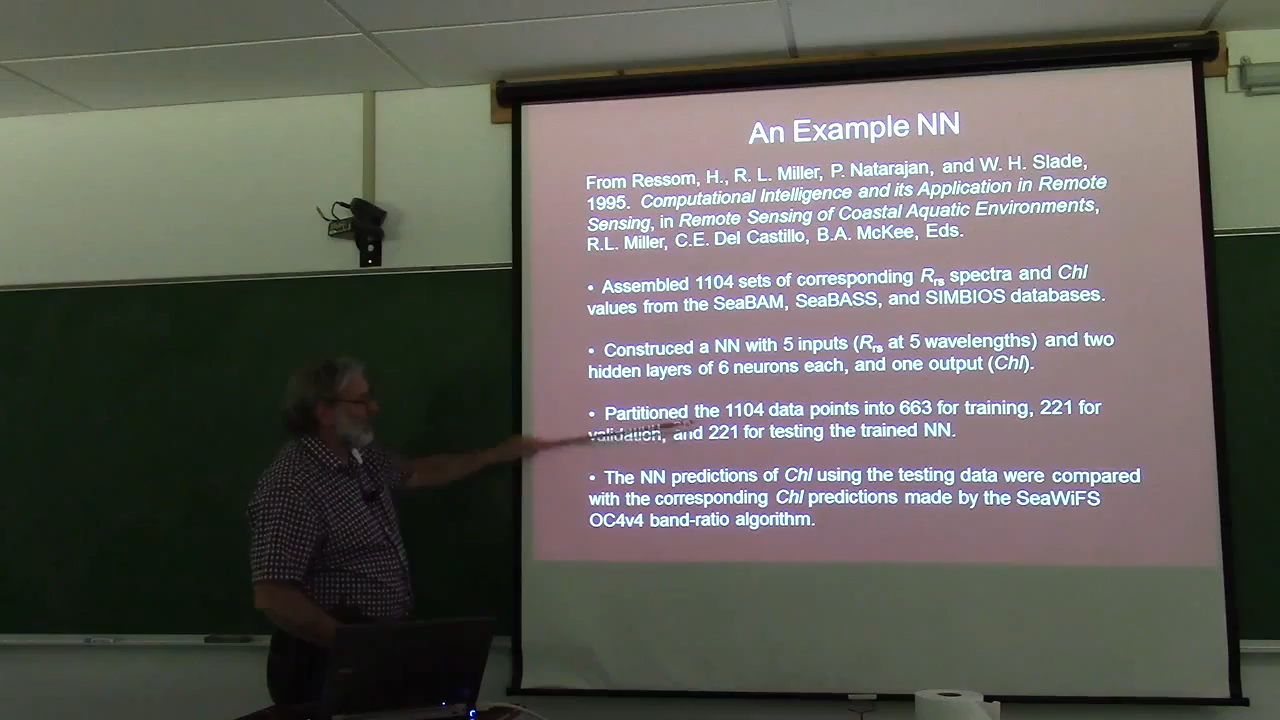 An Example NN
From Ressom, H., R. L. Miller, P. Natarajan, and W. H. Slade,
1995. Computational Intelligence and its Application in Remote
Sensing, in Remote Sensing of Coastal Aquatic Environments,
R.L. Miller, C.E. Del Castillo, B.A. McKee, Eds.
• Assembled 1104 sets of corresponding Rrs spectra and Chl
values from the SeaBAM, SeaBASS, and SIMBIOS databases.
• Construced a NN with 5 inputs (Rrs at 5 wavelengths) and two
hidden layers of 6 neurons each, and one output (Chl).
• Partitioned the 1104 data points into 663 for training, 221 for
validation, and 221 for testing the trained NN.
• The NN predictions of Chl using the testing data were compared
with the corresponding Chl predictions made by the SeaWiFS
OC4v4 band-ratio algorithm.